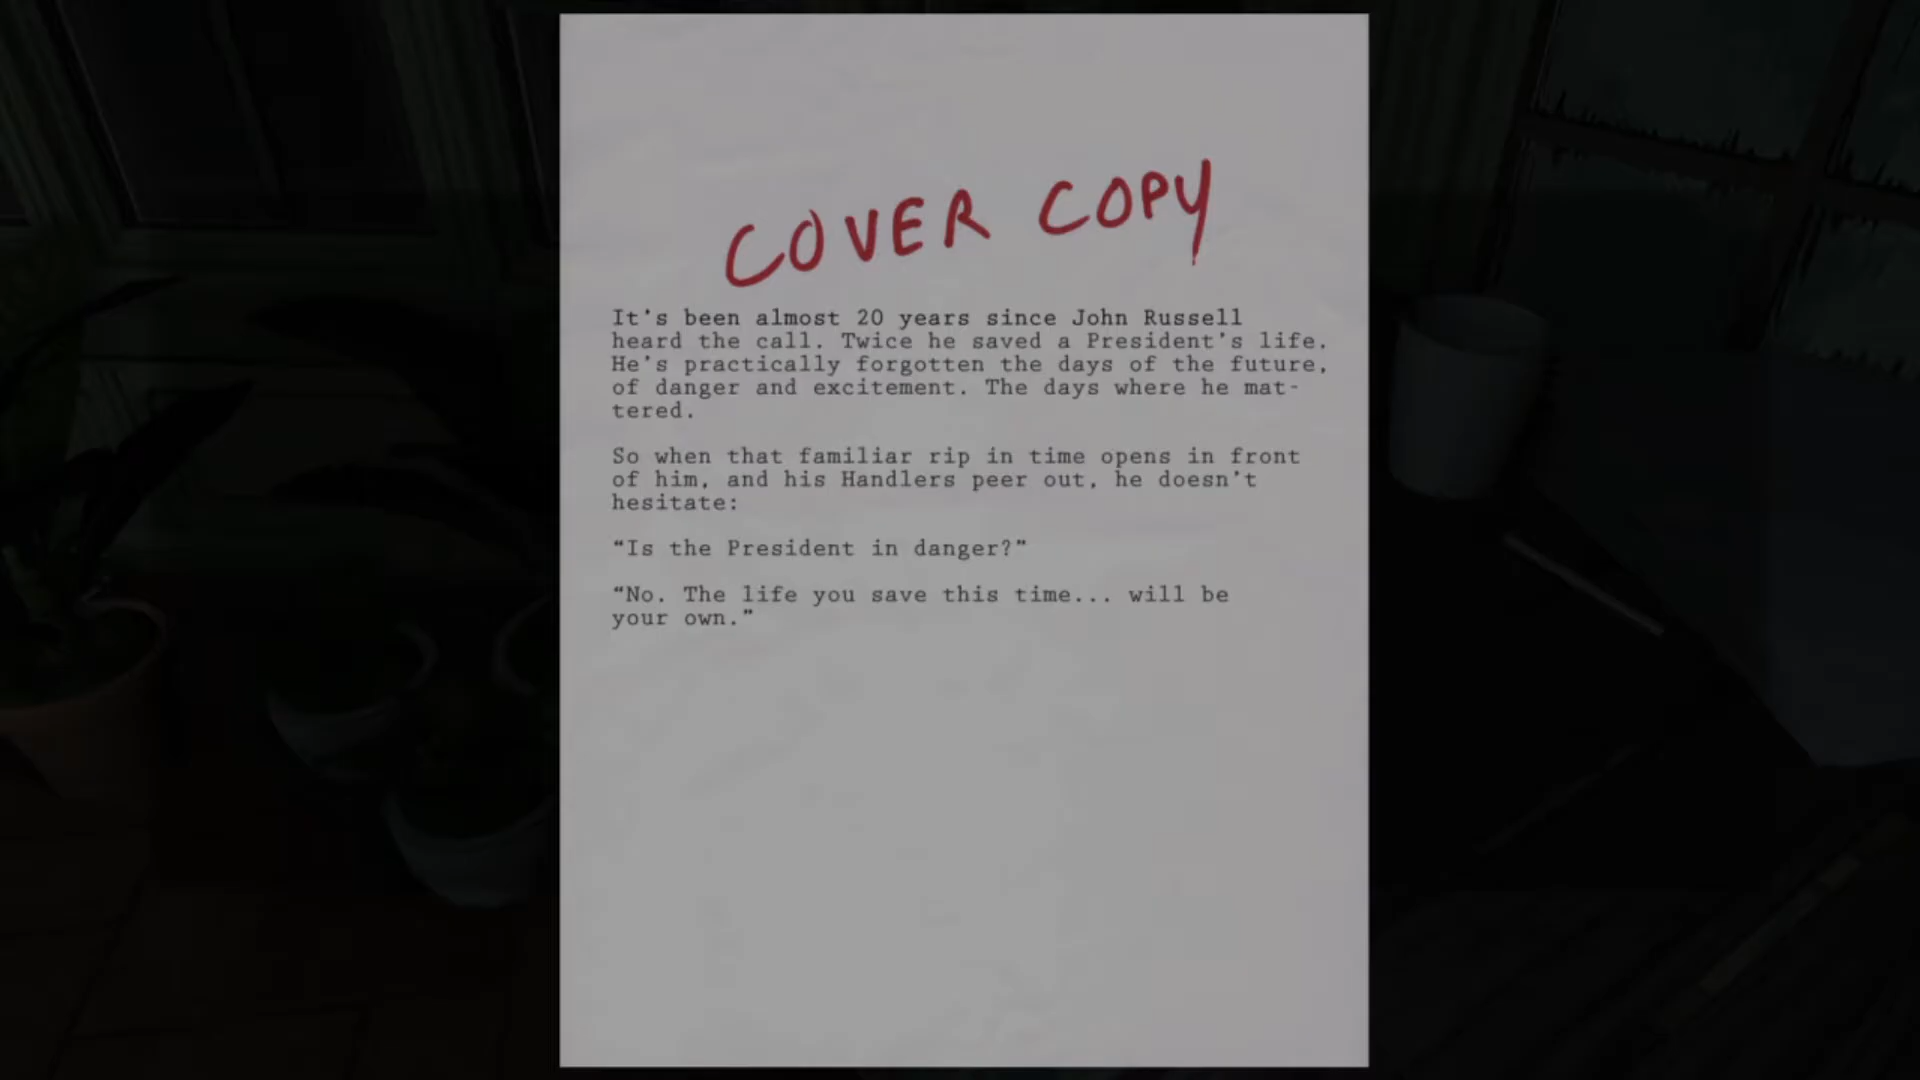 COVER COPY
It's been almost 20 years since John Russell
heard the call. Twice he saved a President's life.
He's practically forgotten the days of the future,
of danger and excitement. The days where he mat-
tered.
So when that familiar rip in time opens in front
of him, and his Handlers peer out, he doesn't
hesitate:
“Is the President in danger?”
“No. The life you save this time... will be
your own.”